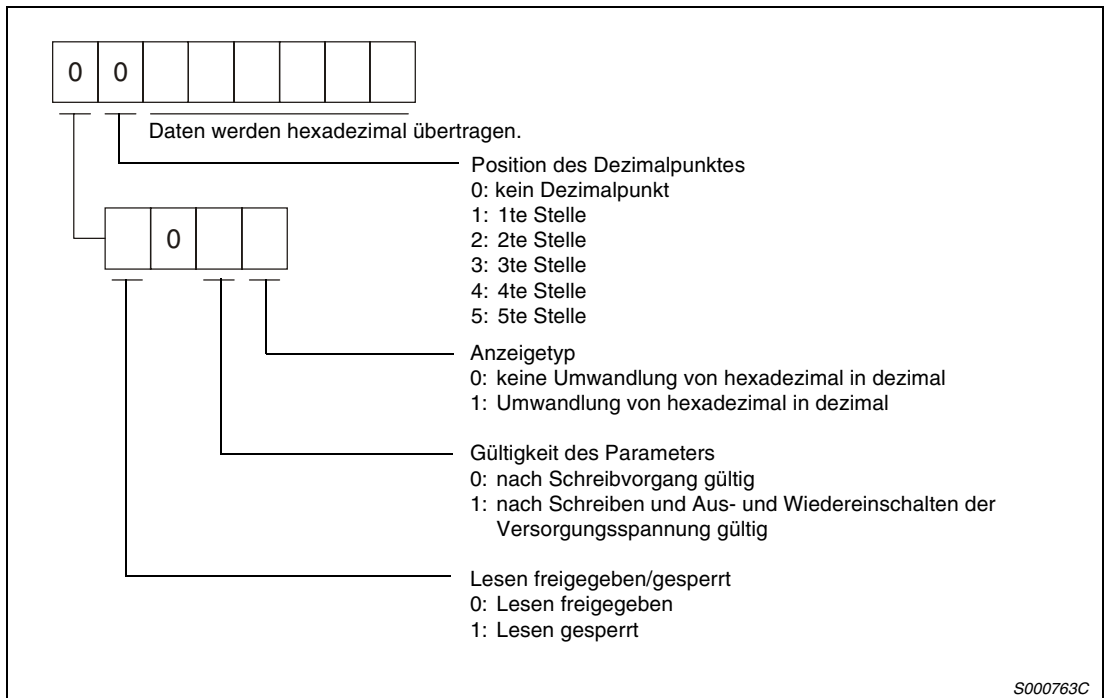 0 0
Daten werden hexadezimal übertragen.
Position des Dezimalpunktes
0: kein Dezimalpunkt
1: 1te Stelle
2: 2te Stelle
3: 3te Stelle
4: 4te Stelle
5: 5te Stelle
0
Anzeigetyp
0: keine Umwandlung von hexadezimal in dezimal
1: Umwandlung von hexadezimal in dezimal
Gültigkeit des Parameters
0: nach Schreibvorgang gültig
1: nach Schreiben und Aus- und Wiedereinschalten der
Versorgungsspannung gültig
Lesen freigegeben/gesperrt
0: Lesen freigegeben
1: Lesen gesperrt
S000763C